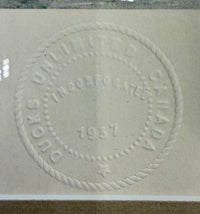 DUCKS UNLIMITED CANADA
INCORPORATED
1937